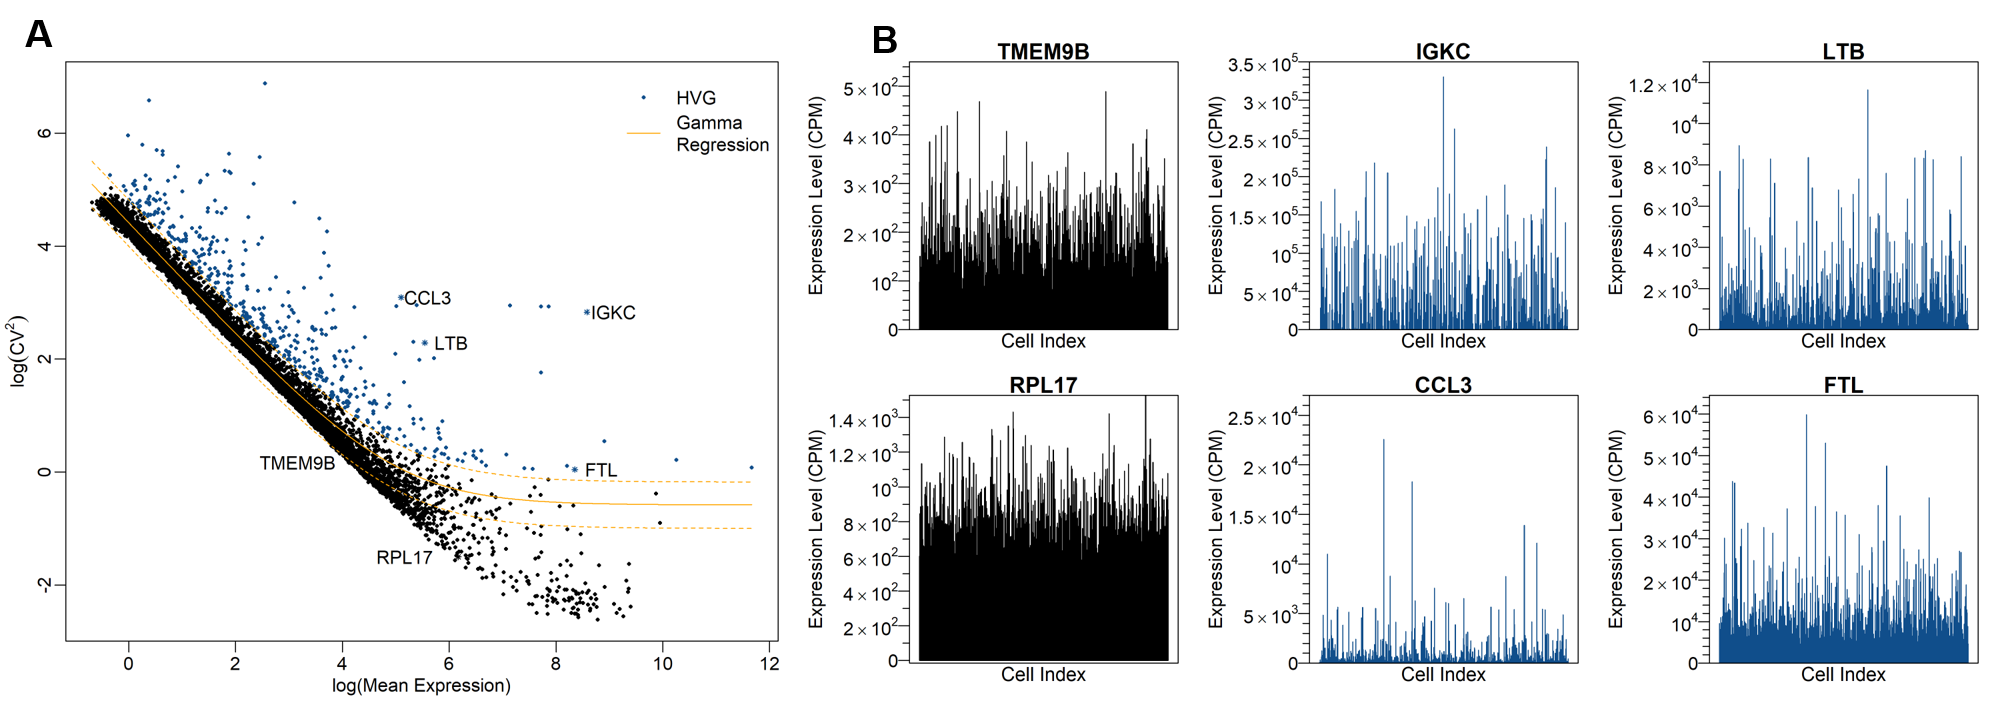 A
HVG
Gamma
Regression
CCL3
IGKC
LTB
TMEM9B
FTL
RPL17
6
4
2
0
-2
log(CV²)
0 2 4 6 8 10 12
log(Mean Expression)
B
TMEM9B
5 × 10²
4 × 10²
3 × 10²
2 × 10²
10²
0
Expression Level (CPM)
Cell Index
IGKC
3.5 × 10⁵
3 × 10⁵
2.5 × 10⁵
2 × 10⁵
1.5 × 10⁵
10⁵
5 × 10⁴
0
Expression Level (CPM)
Cell Index
LTB
1.2 × 10⁴
10⁴
8 × 10³
6 × 10³
4 × 10³
2 × 10³
0
Expression Level (CPM)
Cell Index
RPL17
1.4 × 10³
1.2 × 10³
10³
8 × 10²
6 × 10²
4 × 10²
2 × 10²
0
Expression Level (CPM)
Cell Index
CCL3
2.5 × 10⁴
2 × 10⁴
1.5 × 10⁴
10⁴
5 × 10³
0
Expression Level (CPM)
Cell Index
FTL
6 × 10⁴
5 × 10⁴
4 × 10⁴
3 × 10⁴
2 × 10⁴
10⁴
0
Expression Level (CPM)
Cell Index